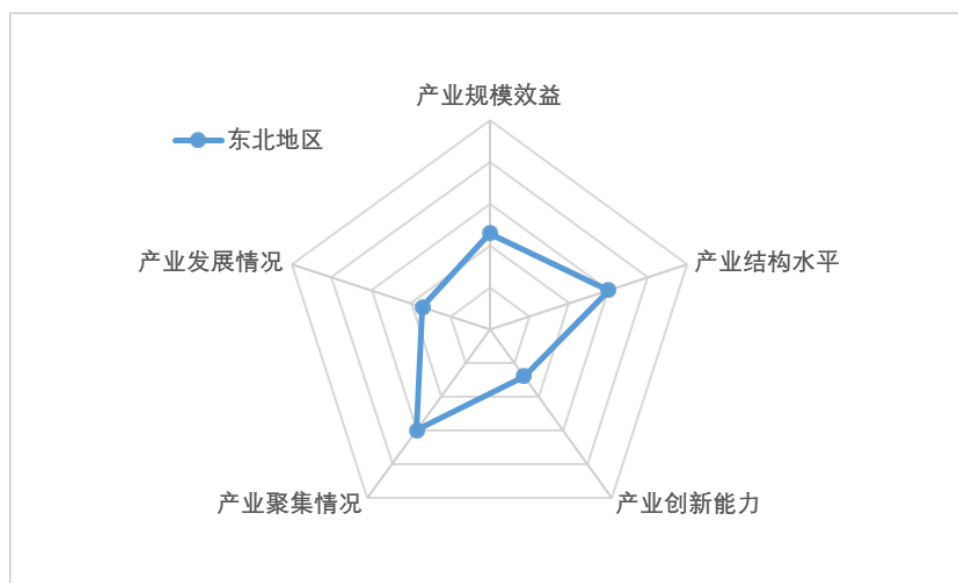 产业规模效益
东北地区
产业发展情况
产业结构水平
产业聚集情况
产业创新能力